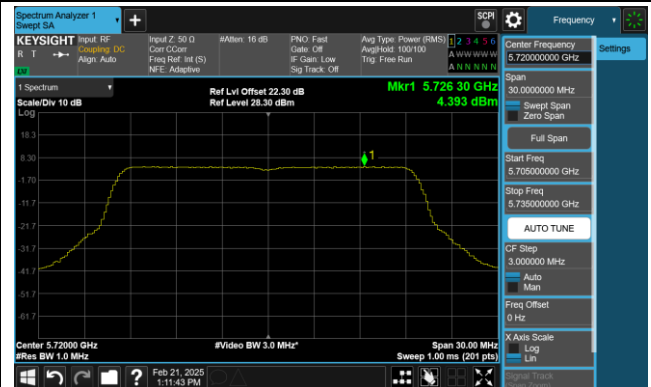 Spectrum Analyzer 1
Swept SA
SCPI
Frequency
KEYSIGHT
R T
Input: RF
Coupling: DC
Align: Auto
Input Z: 50 Ω
Corr CCorr
Freq Ref: Int (S)
NFE: Adaptive
#Atten: 16 dB
PNO: Fast
Gate: Off
IF Gain: Low
Sig Track: Off
Avg Type: Power (RMS)
Avg|Hold: 100/100
Trig: Free Run
1 2 3 4 5 6
A W W W W W
A N N N N N
1 Spectrum
Scale/Div 10 dB
Log
Ref Lvl Offset 22.30 dB
Ref Level 28.30 dBm
Mkr1 5.726 30 GHz
4.393 dBm
18.3
8.30
-1.70
-11.7
-21.7
-31.7
-41.7
-51.7
-61.7
1
Center 5.72000 GHz
#Res BW 1.0 MHz
#Video BW 3.0 MHz*
Span 30.00 MHz
Sweep 1.00 ms (201 pts)
Feb 21, 2025
1:11:43 PM
Center Frequency
5.720000000 GHz
Settings
Span
30.0000000 MHz
Swept Span
Zero Span
Full Span
Start Freq
5.705000000 GHz
Stop Freq
5.735000000 GHz
AUTO TUNE
CF Step
3.000000 MHz
Auto
Man
Freq Offset
0 Hz
X Axis Scale
Log
Lin
Signal Track